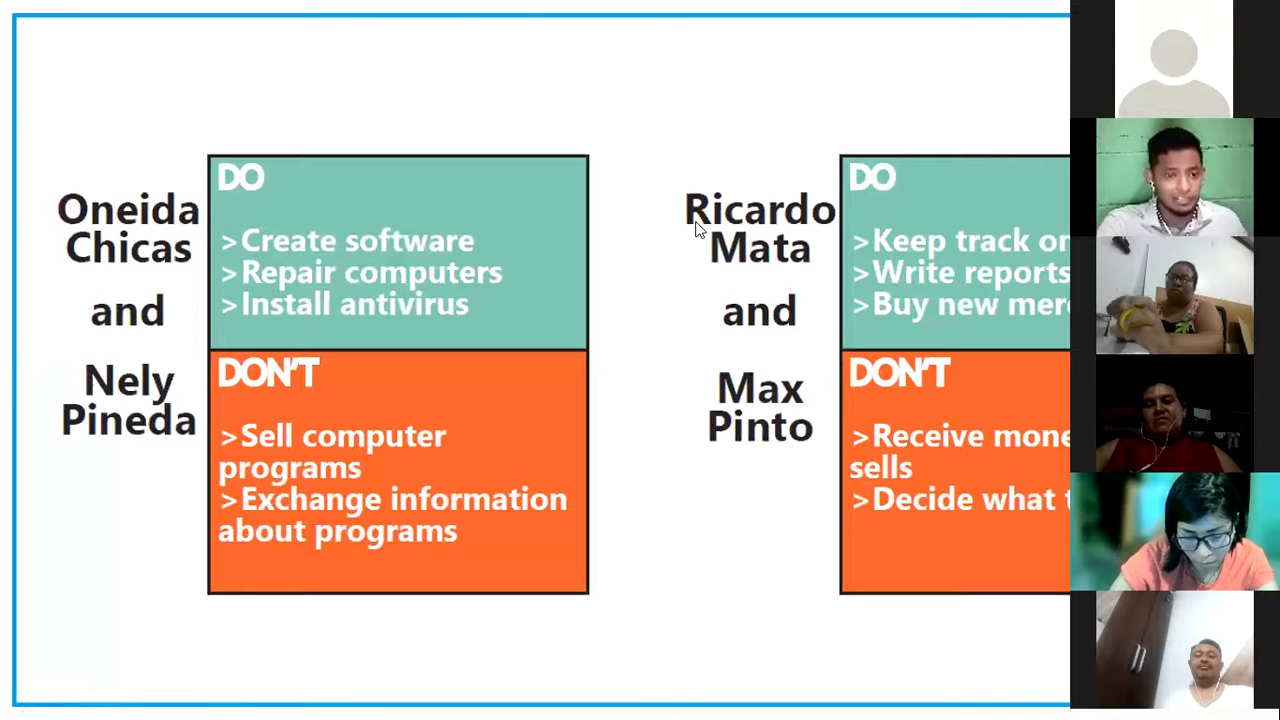 Oneida
Chicas
and
Nely
Pineda
DO
>Create software
>Repair computers
>Install antivirus
DON'T
>Sell computer
programs
>Exchange information
about programs
Ricardo
Mata
and
Max
Pinto
DO
>Keep track
>Write reports
>Buy new
DON'T
>Receive
sells
>Decide what